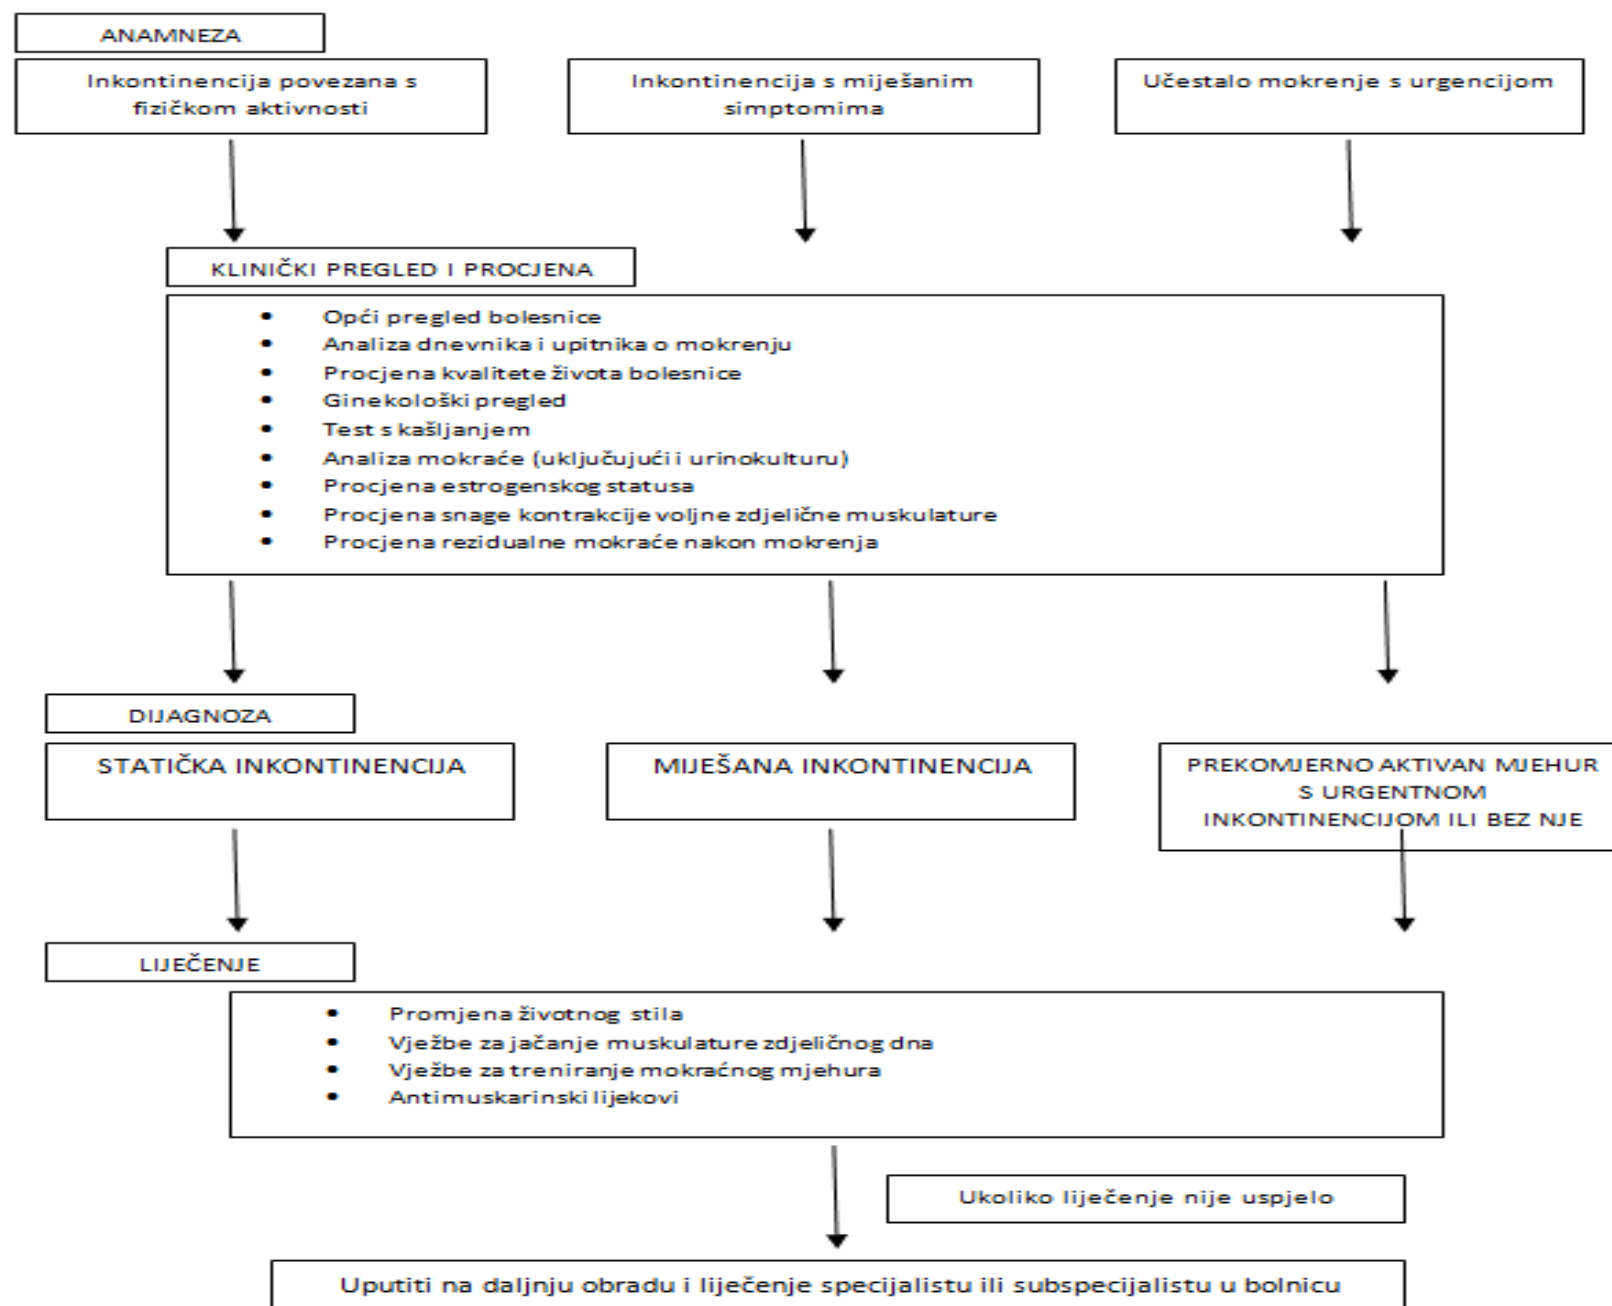 ANAMNEZA
Inkontinencija povezana s
fizičkom aktivnosti
Inkontinencija s miješanim
simptomima
Učestalo mokrenje s urgencijom
KLINIČKI PREGLED I PROCJENA
• Opći pregled bolesnice
• Analiza dnevnika i upitnika o mokrenju
• Procjena kvalitete života bolesnice
• Ginekološki pregled
• Test s kašljanjem
• Analiza mokraće (uključujući i urinokulturu)
• Procjena estrogenskog statusa
• Procjena snage kontrakcije voljne zdjelične muskulature
• Procjena rezidualne mokraće nakon mokrenja
DIJAGNOZA
STATIČKA INKONTINENCIJA
MIJEŠANA INKONTINENCIJA
PREKOMJERNO AKTIVAN MJEHUR
S URGENTNOM
INKONTINENCIJOM ILI BEZ NJE
LIJEČENJE
• Promjena životnog stila
• Vježbe za jačanje muskulature zdjeličnog dna
• Vježbe za treniranje mokraćnog mjehura
• Antimuskarinski lijekovi
Ukoliko liječenje nije uspjelo
Uputiti na daljnju obradu i liječenje specijalistu ili subspecijalistu u bolnicu